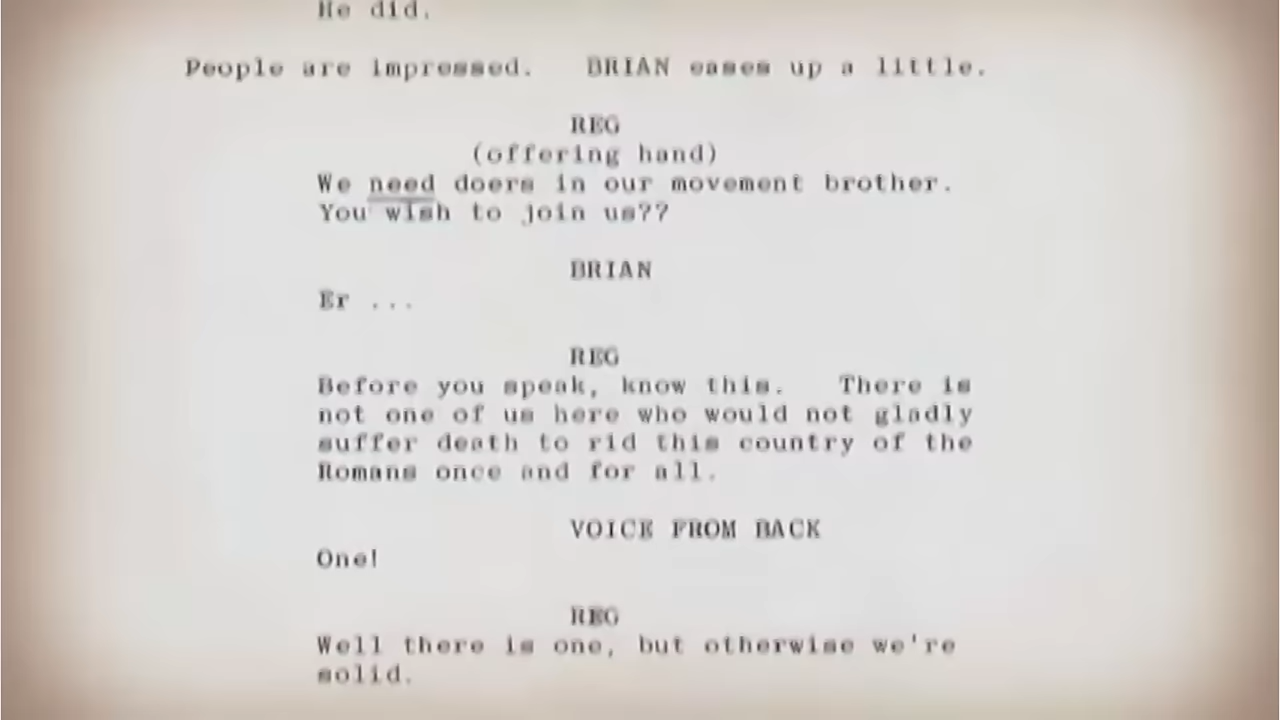 He did.
People are impressed. BRIAN eases up a little.
REG
(offering hand)
We need doers in our movement brother.
You wish to join us??
BRIAN
Er ...
REG
Before you speak, know this. There is
not one of us here who would not gladly
suffer death to rid this country of the
Romans once and for all.
VOICE FROM BACK
One!
REG
Well there is one, but otherwise we're
solid.